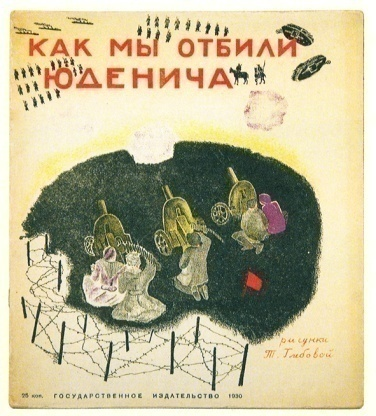 КАК МЫ ОТБИЛИ
ЮДЕНИЧА
рисунки
Т. Глебовой
25 коп. ГОСУДАРСТВЕННОЕ ИЗДАТЕЛЬСТВО 1930